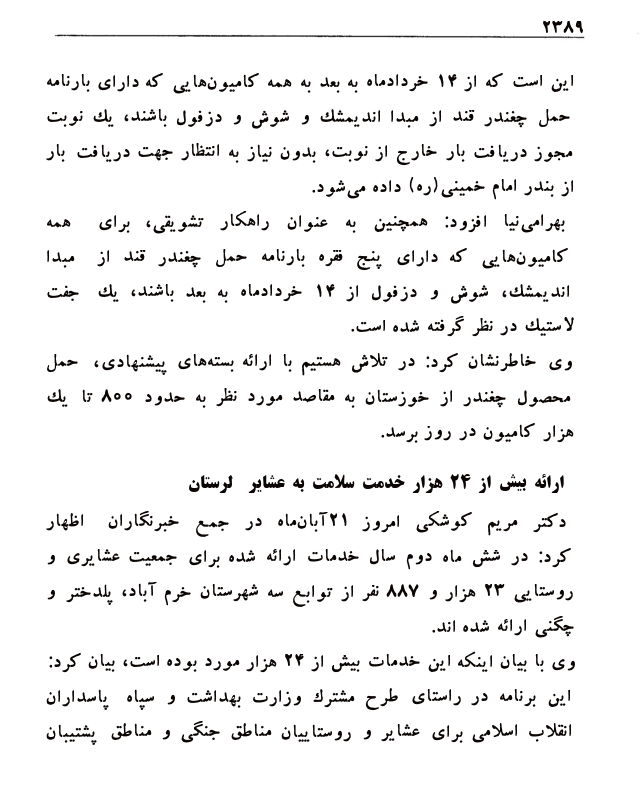 ۲۳۸۹
این است که از ۱۴ خردادماه به بعد به همه کامیون‌هایی که دارای بارنامه
حمل چغندر قند از مبدا اندیمشك و شوش و دزفول باشند، یك نوبت
مجوز دریافت بار خارج از نوبت، بدون نیاز به انتظار جهت دریافت بار
از بندر امام خمینی(ره) داده می‌شود.
بهرامی‌نیا افزود: همچنین به عنوان راهکار تشویقی، برای همه
کامیون‌هایی که دارای پنج فقره بارنامه حمل چغندر قند از مبدا
اندیمشك، شوش و دزفول از ۱۴ خردادماه به بعد باشند، یك جفت
لاستیك در نظر گرفته شده است.
وی خاطرنشان کرد: در تلاش هستیم با ارائه بسته‌های پیشنهادی، حمل
محصول چغندر از خوزستان به مقاصد مورد نظر به حدود ۸۰۰ تا یك
هزار کامیون در روز برسد.
ارائه بیش از ۲۴ هزار خدمت سلامت به عشایر لرستان
دکتر مریم کوشکی امروز ۲۱آبان‌ماه در جمع خبرنگاران اظهار
کرد: در شش ماه دوم سال خدمات ارائه شده برای جمعیت عشایری و
روستایی ۲۳ هزار و ۸۸۷ نفر از توابع سه شهرستان خرم آباد، پلدختر و
چگنی ارائه شده اند.
وی با بیان اینکه این خدمات بیش از ۲۴ هزار مورد بوده است، بیان کرد:
این برنامه در راستای طرح مشترك وزارت بهداشت و سپاه پاسداران
انقلاب اسلامی برای عشایر و روستاییان مناطق جنگی و مناطق پشتیبان